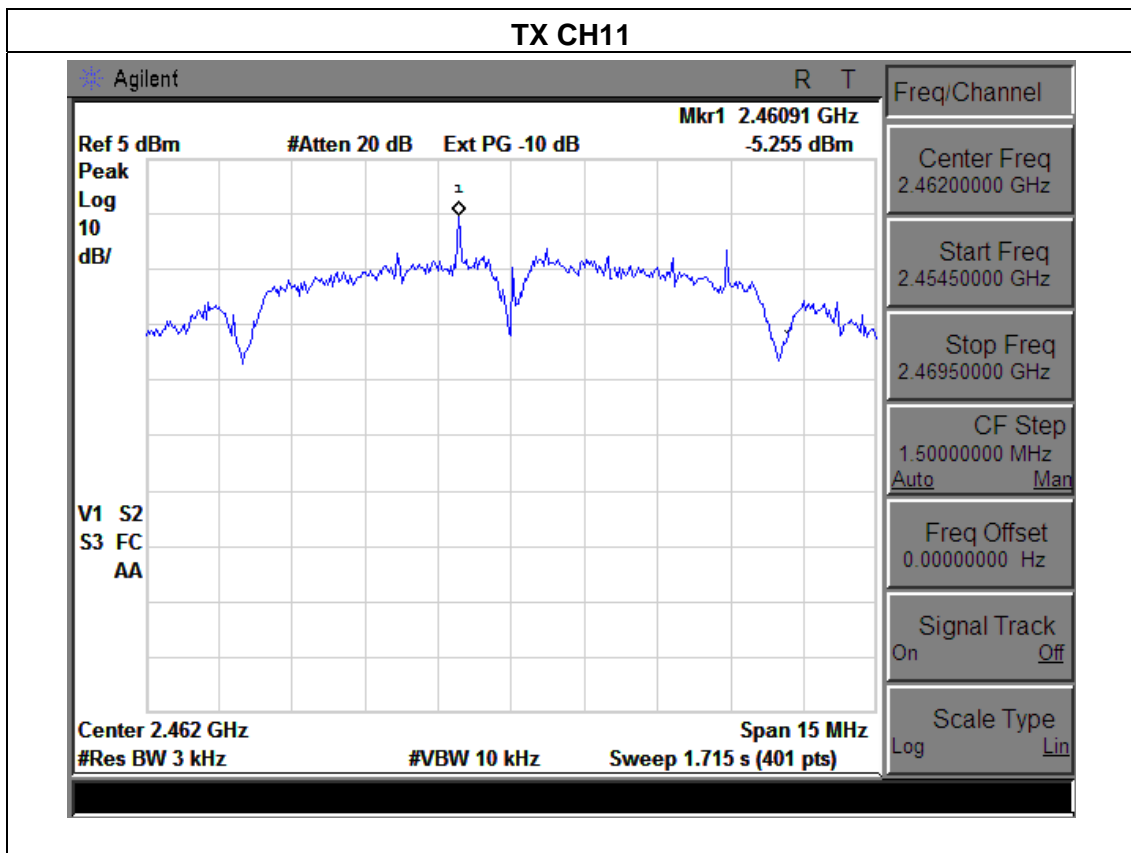 TX CH11
Agilent R T
Mkr1 2.46091 GHz
Ref 5 dBm #Atten 20 dB Ext PG -10 dB -5.255 dBm
Peak
Log
10
dB/
1
V1 S2
S3 FC
AA
Center 2.462 GHz Span 15 MHz
#Res BW 3 kHz #VBW 10 kHz Sweep 1.715 s (401 pts)
Freq/Channel
Center Freq
2.46200000 GHz
Start Freq
2.45450000 GHz
Stop Freq
2.46950000 GHz
CF Step
1.50000000 MHz
Auto Man
Freq Offset
0.00000000 Hz
Signal Track
On Off
Scale Type
Log Lin